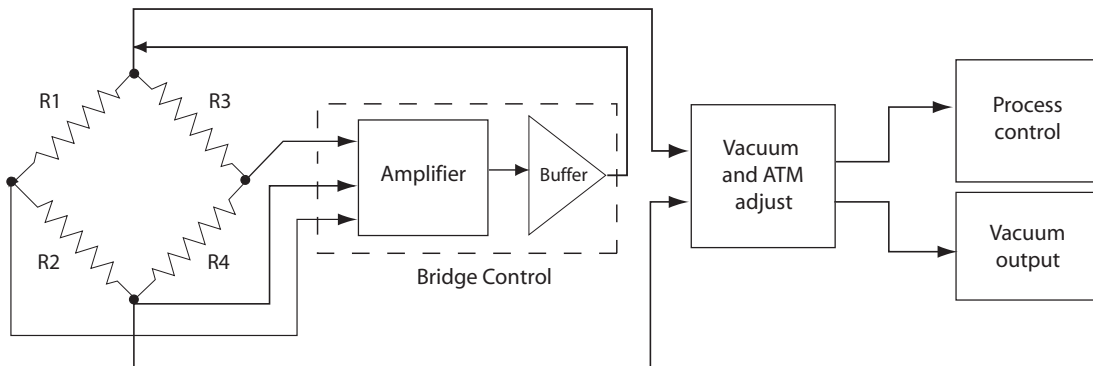 R1
R3
R2
R4
Amplifier
Buffer
Bridge Control
Vacuum
and ATM
adjust
Process
control
Vacuum
output